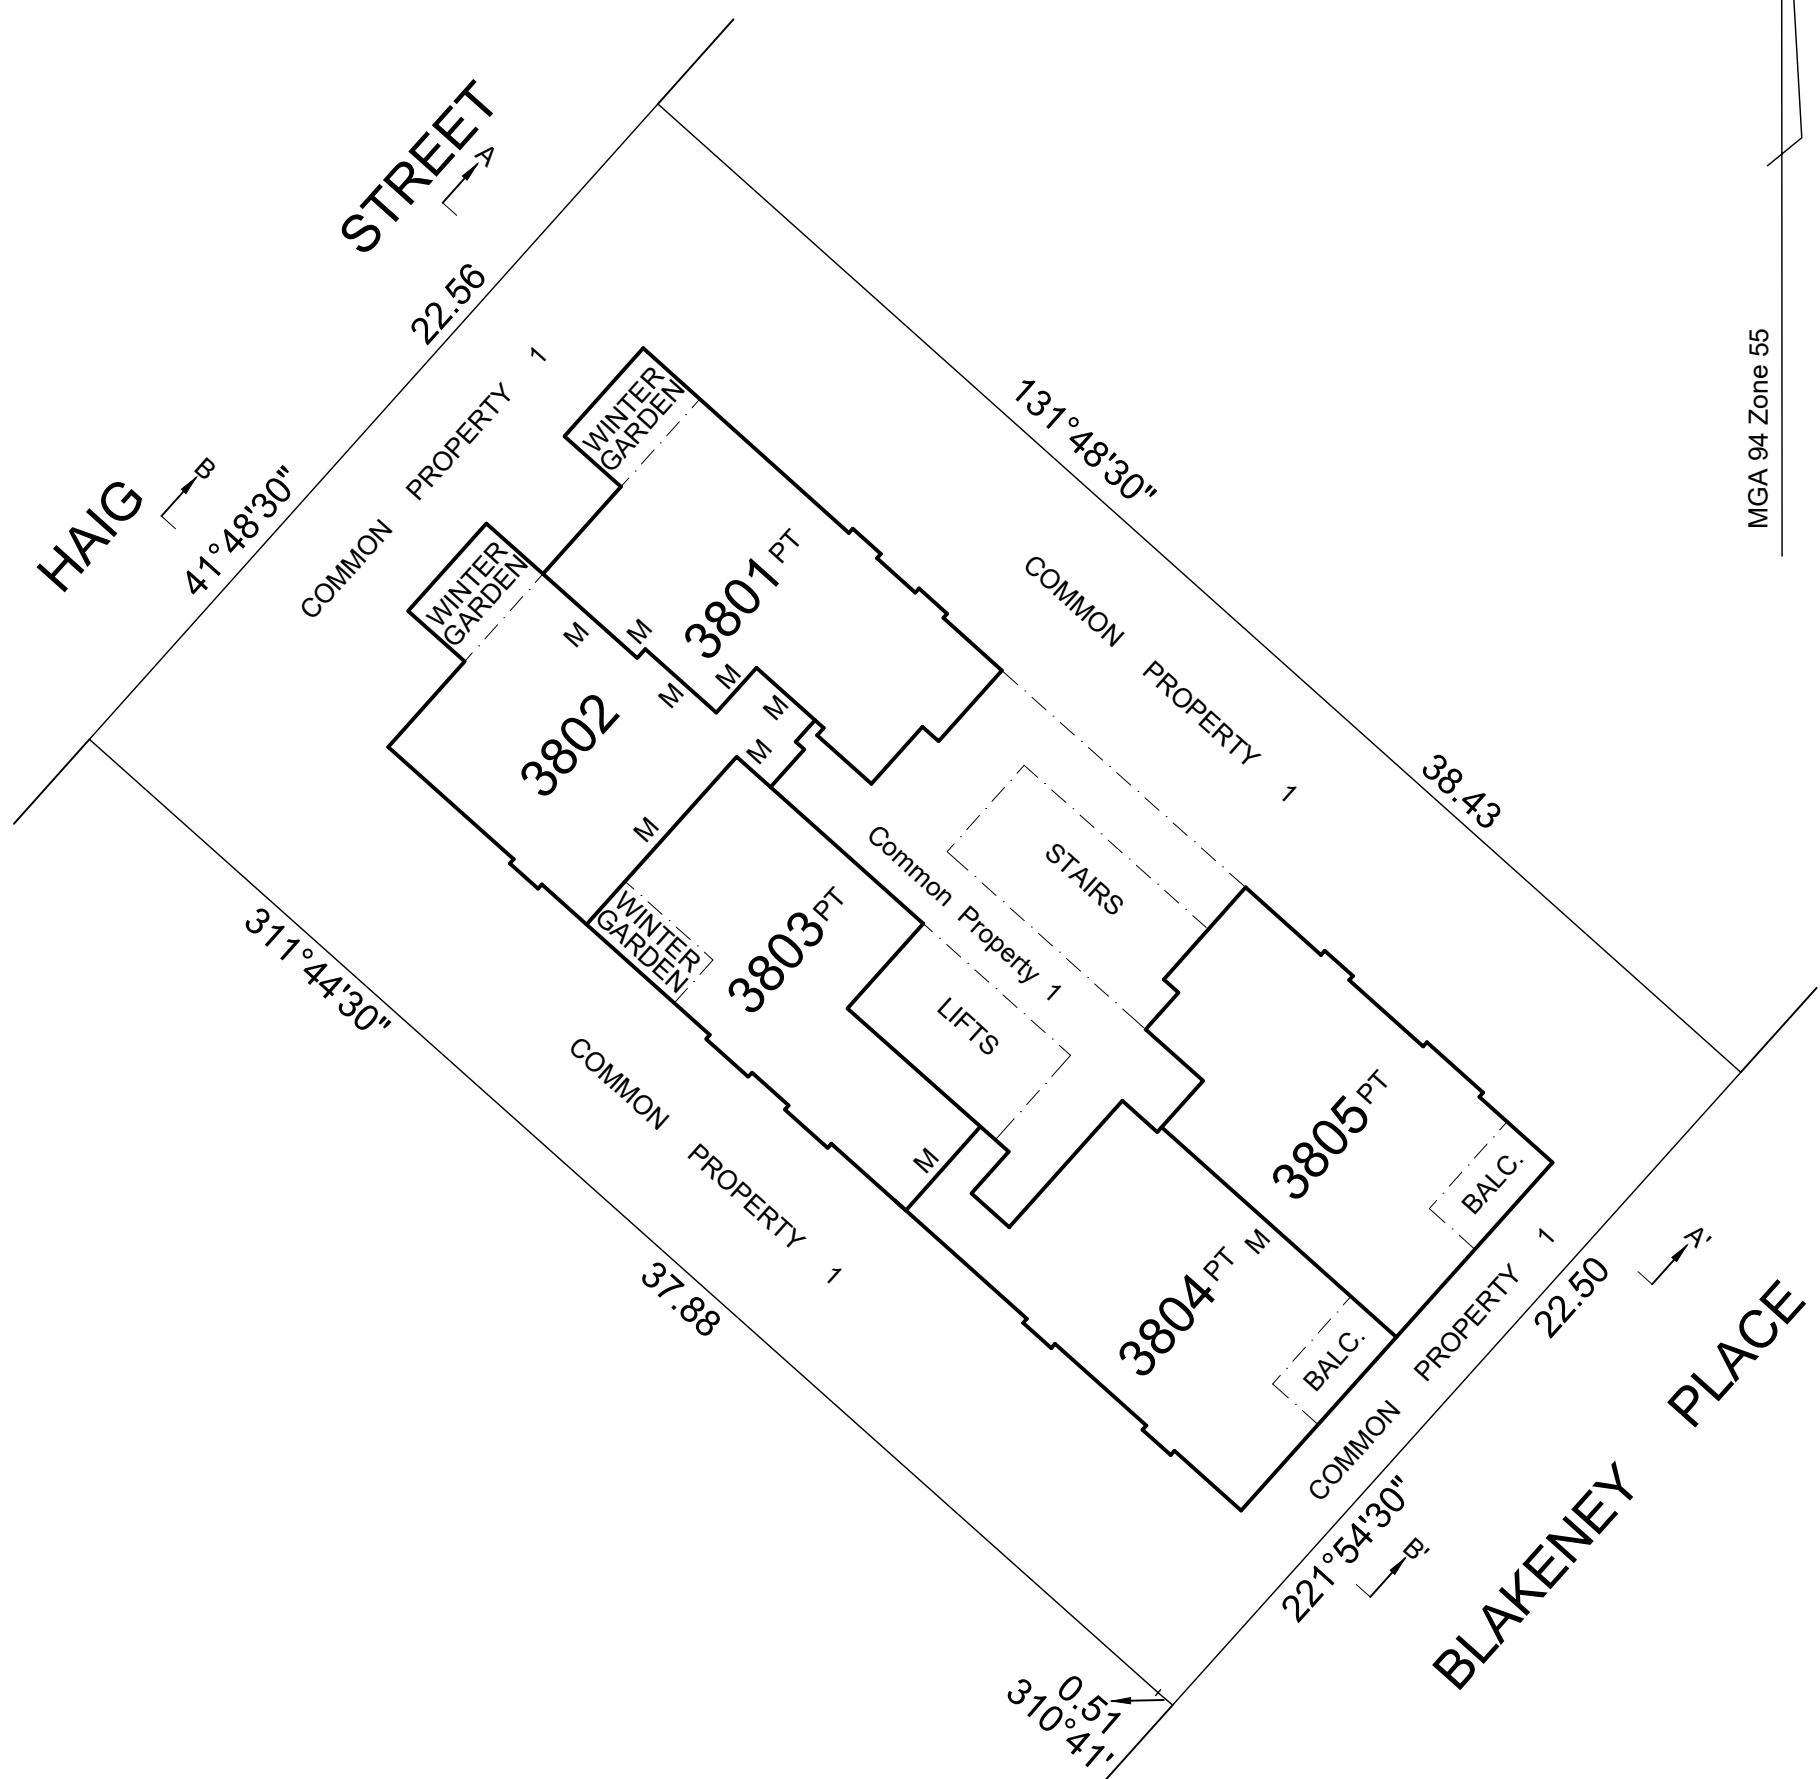 HAIG STREET
A
B
22.56
41°48'30"
COMMON PROPERTY 1
131°48'30"
38.43
MGA 94 Zone 55
COMMON PROPERTY 1
WINTER
GARDEN
3801 PT
M
M
M
WINTER
GARDEN
3802
M
M
M
M
WINTER
GARDEN
3803 PT
M
Common Property 1
STAIRS
LIFTS
3804 PT
M
BALC.
3805 PT
BALC.
311°44'30"
37.88
COMMON PROPERTY 1
COMMON PROPERTY 1
22.50
221°54'30"
A'
B'
BLAKENEY PLACE
0.51
310°41'